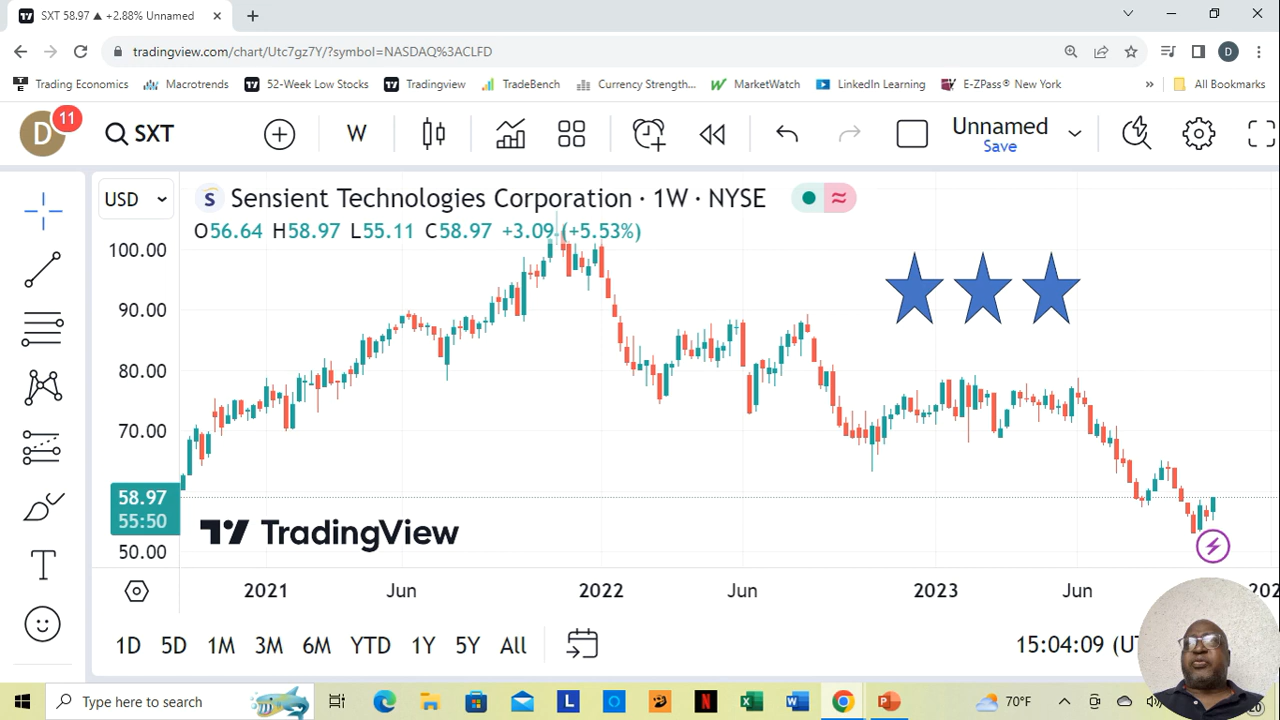 SXT 58.97 ▲ +2.88% Unnamed
tradingview.com/chart/Utc7gz7Y/?symbol=NASDAQ%3ACLFD
D
Trading Economics
Macrotrends
52-Week Low Stocks
Tradingview
TradeBench
Currency Strength...
MarketWatch
LinkedIn Learning
E-ZPass® New York
»
All Bookmarks
D
11
SXT
W
Unnamed
Save
USD
S
Sensient Technologies Corporation · 1W · NYSE
O56.64 H58.97 L55.11 C58.97 +3.09 (+5.53%)
100.00
90.00
80.00
70.00
58.97
55:50
50.00
TradingView
T
2021
Jun
2022
Jun
2023
Jun
1D 5D 1M 3M 6M YTD 1Y 5Y All
15:04:09
Type here to search
L
N
70°F